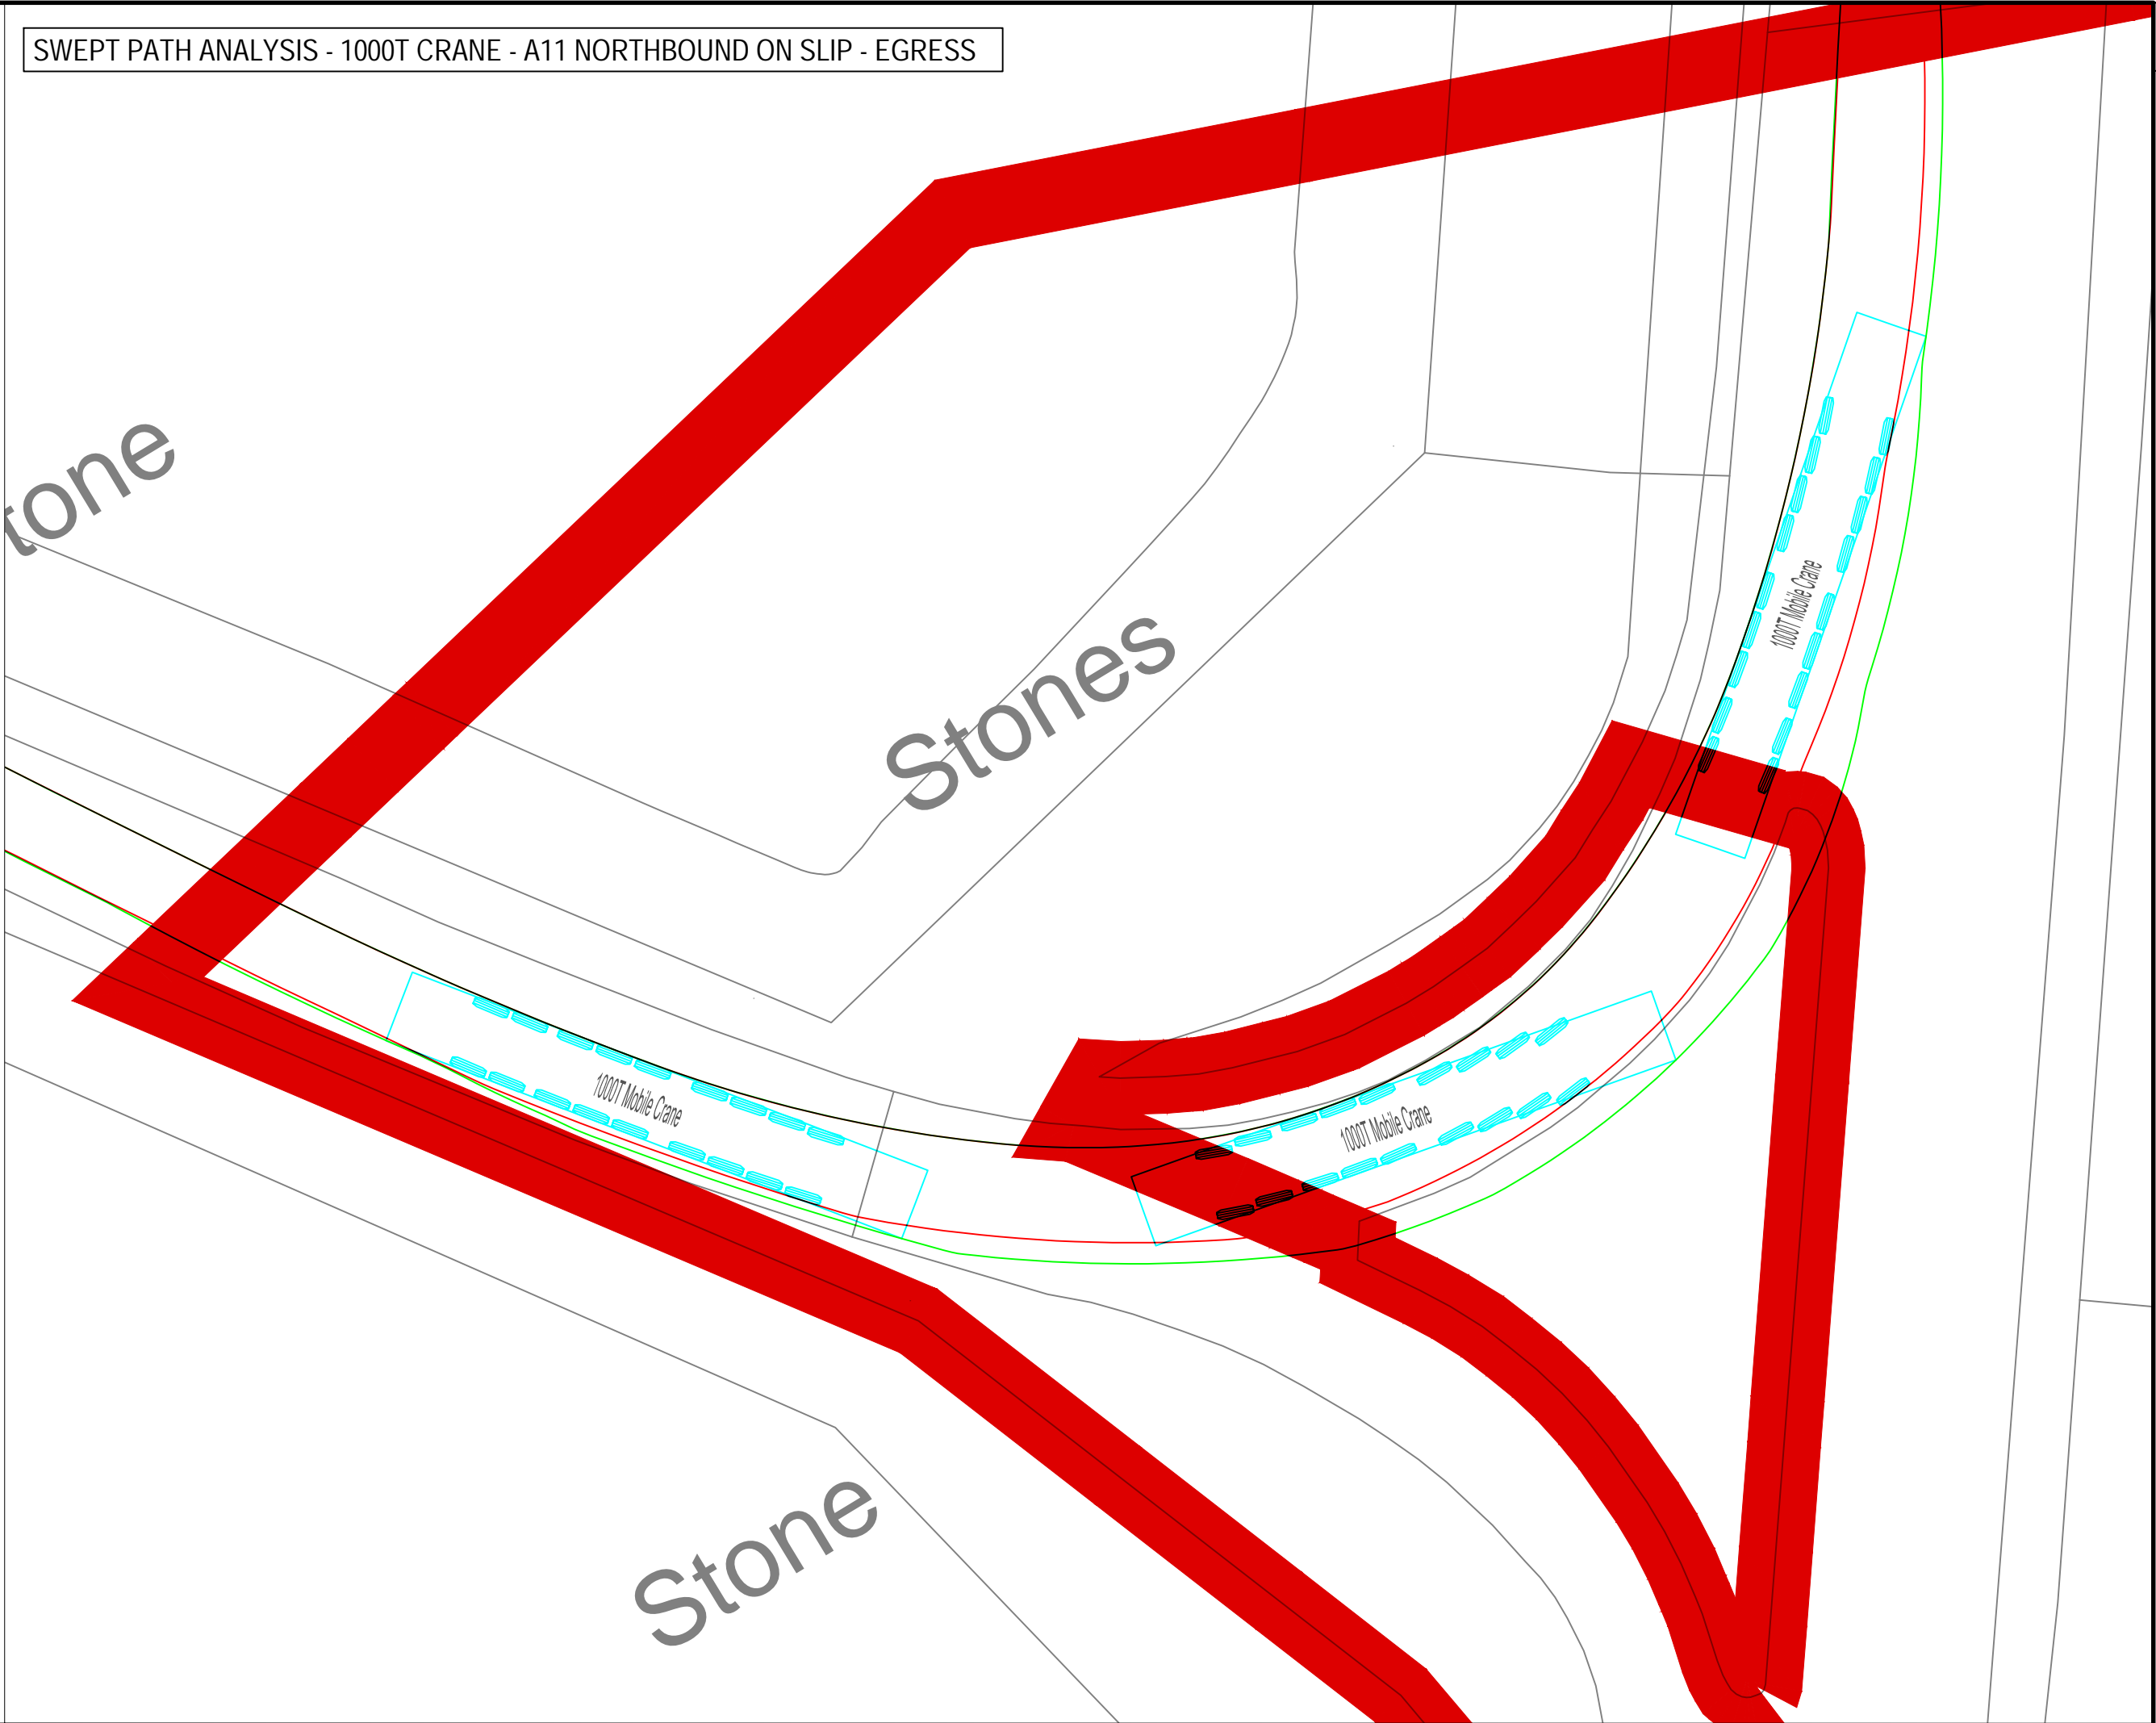 SWEPT PATH ANALYSIS - 1000T CRANE - A11 NORTHBOUND ON SLIP - EGRESS
tone
Stones
1000T Mobile Crane
1000T Mobile Crane
1000T Mobile Crane
Stone